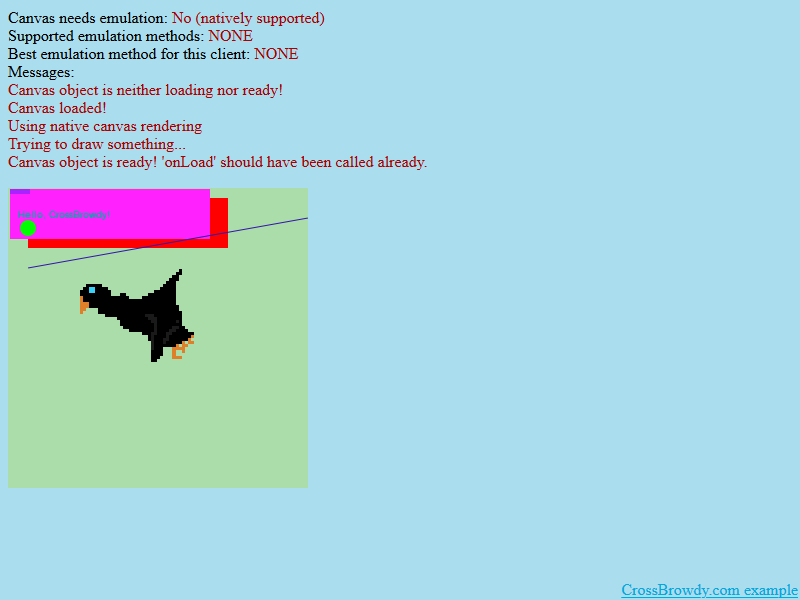 Canvas needs emulation: No (natively supported)
Supported emulation methods: NONE
Best emulation method for this client: NONE
Messages:
Canvas object is neither loading nor ready!
Canvas loaded!
Using native canvas rendering
Trying to draw something...
Canvas object is ready! 'onLoad' should have been called already.
Hello, CrossBrowdy!
CrossBrowdy.com example